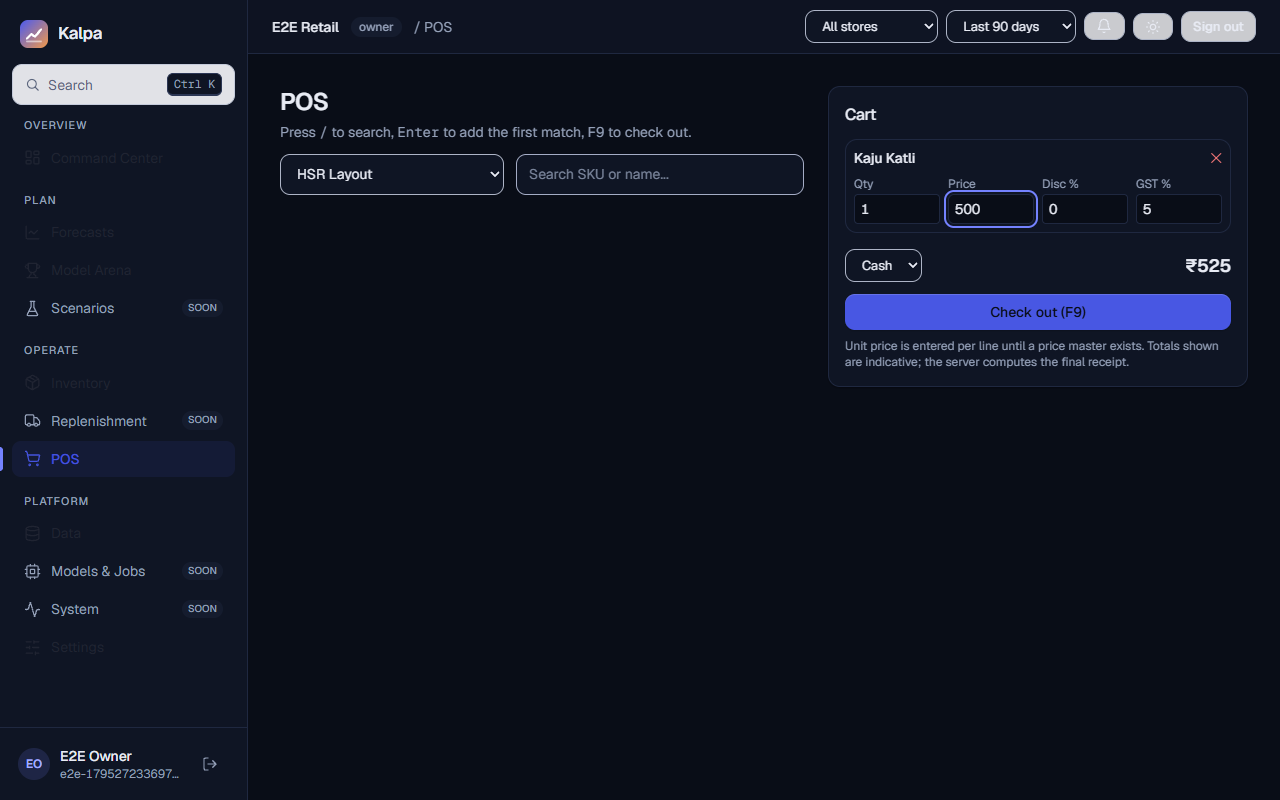 Kalpa
Search Ctrl K
OVERVIEW
Command Center
PLAN
Forecasts
Model Arena
Scenarios SOON
OPERATE
Inventory
Replenishment SOON
POS
PLATFORM
Data
Models & Jobs SOON
System SOON
Settings
EO E2E Owner
e2e-179527233697...
E2E Retail owner / POS
All stores Last 90 days Sign out
POS
Press / to search, Enter to add the first match, F9 to check out.
HSR Layout Search SKU or name...
Cart
Kaju Katli
Qty Price Disc % GST %
1 500 0 5
Cash ₹525
Check out (F9)
Unit price is entered per line until a price master exists. Totals shown
are indicative; the server computes the final receipt.